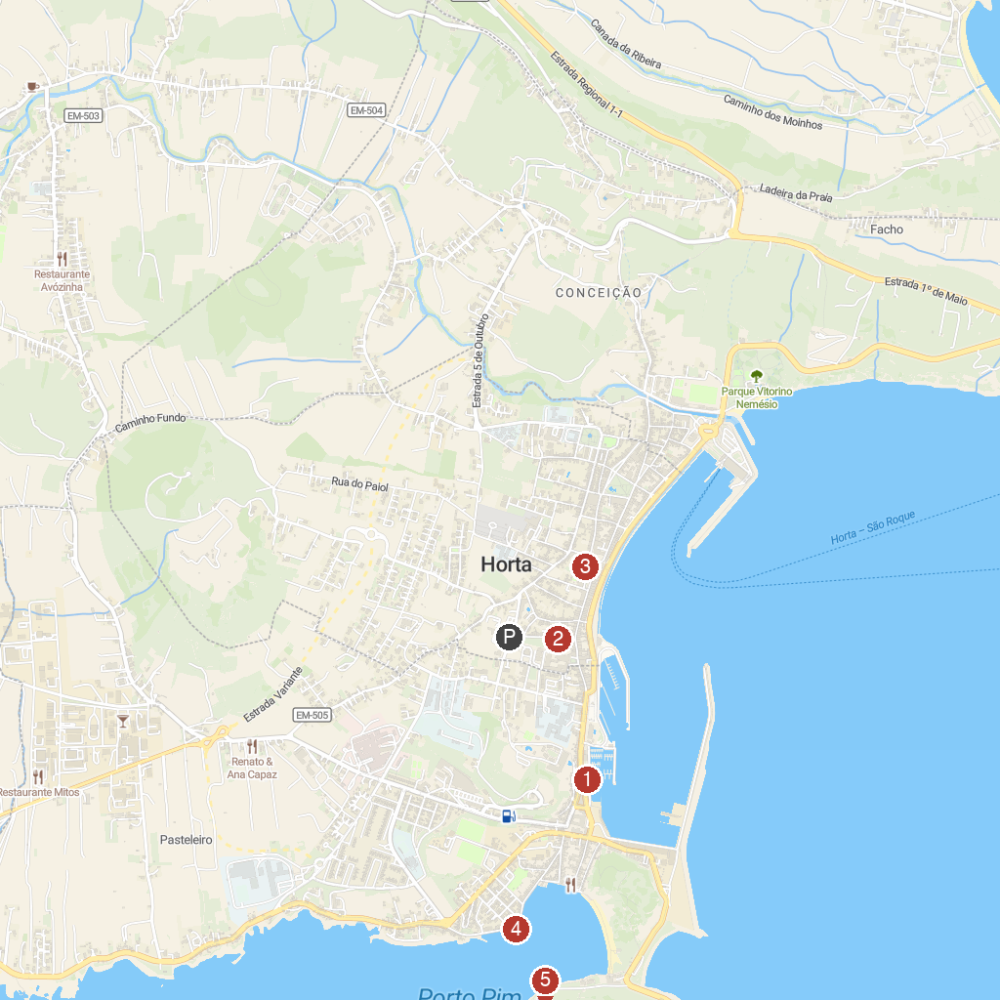 Canada da Ribeira
Estrada Regional 1-1
Caminho dos Moinhos
EM-503
EM-504
Ladeira da Praia
Facho
Restaurante
Avózinha
CONCEIÇÃO
Estrada 1º de Maio
Estrada 5 de Outubro
Parque Vitorino
Nemésio
Caminho Fundo
Rua do Paiol
Horta – São Roque
Horta
3
P
2
Estrada Variante
EM-505
Renato &
Ana Capaz
Restaurante Mitos
1
Pasteleiro
4
5
Porto Pim